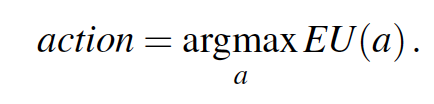 action = argmax EU(a).
a